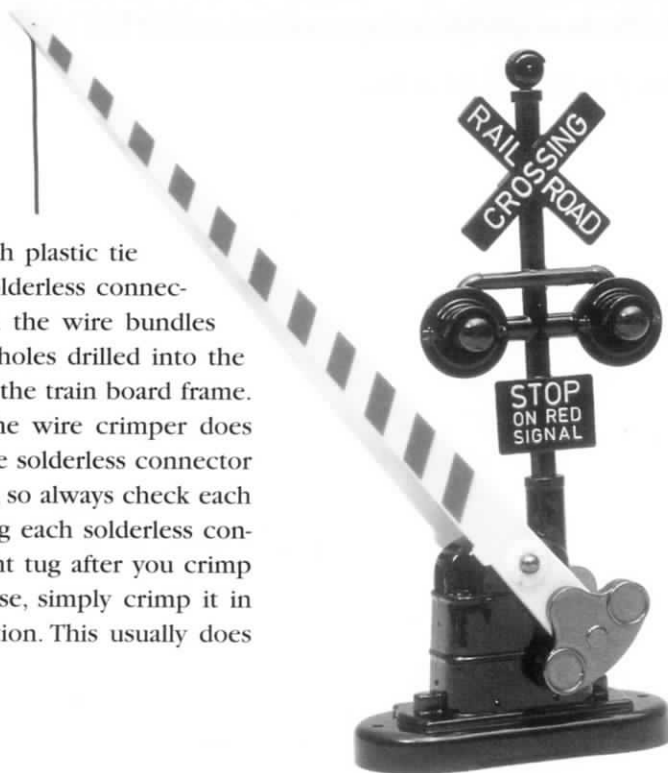 h plastic tie
lderless connec-
the wire bundles
holes drilled into the
the train board frame.
ne wire crimper does
e solderless connector
so always check each
g each solderless con-
nt tug after you crimp
se, simply crimp it in
tion. This usually does
RAIL ROAD
CROSSING
STOP
ON RED
SIGNAL